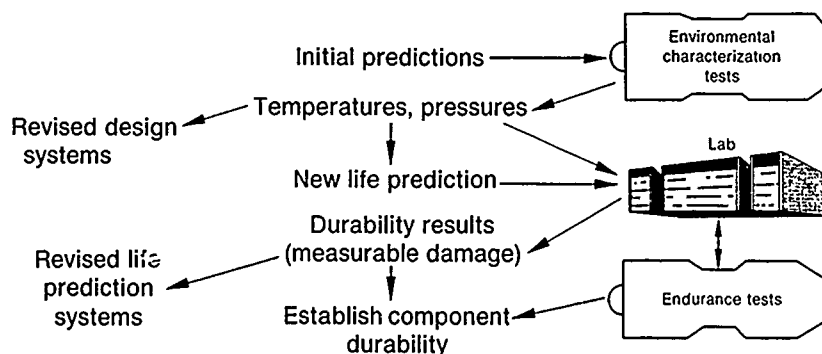 Initial predictions
Environmental
characterization
tests
Temperatures, pressures
Revised design
systems
Lab
New life prediction
Durability results
(measurable damage)
Revised life
prediction
systems
Endurance tests
Establish component
durability